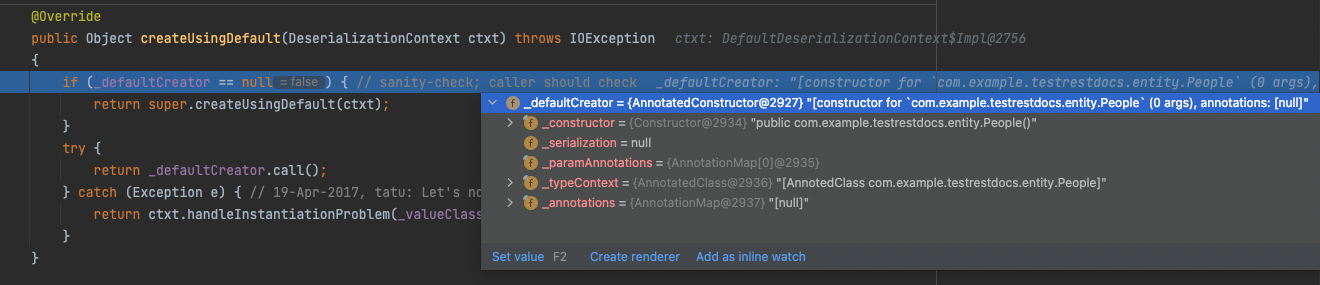 @Override
public Object createUsingDefault(DeserializationContext ctxt) throws IOException ctxt: DefaultDeserializationContext$Impl@2756
{
if (_defaultCreator == null = false ) { // sanity-check; caller should check _defaultCreator: "[constructor for `com.example.testrestdocs.entity.People` (0 args),
return super.createUsingDefault(ctxt);
}
try {
return _defaultCreator.call();
} catch (Exception e) { // 19-Apr-2017, tatu: Let's no
return ctxt.handleInstantiationProblem(_valueClass
}
}
f _defaultCreator = {AnnotatedConstructor@2927} "[constructor for `com.example.testrestdocs.entity.People` (0 args), annotations: [null]"
f _constructor = {Constructor@2934} "public com.example.testrestdocs.entity.People()"
f _serialization = null
f _paramAnnotations = {AnnotationMap[0]@2935}
f _typeContext = {AnnotatedClass@2936} "[AnnotedClass com.example.testrestdocs.entity.People]"
f _annotations = {AnnotationMap@2937} "[null]"
Set value F2 Create renderer Add as inline watch